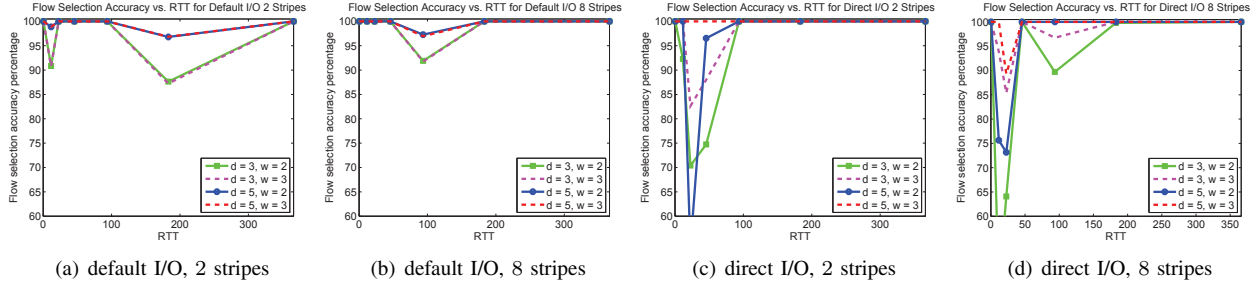 Flow Selection Accuracy vs. RTT for Default I/O 2 Stripes
Flow selection accuracy percentage
100
95
90
85
80
75
70
65
60
0
100
200
300
RTT
d = 3, w = 2
d = 3, w = 3
d = 5, w = 2
d = 5, w = 3
(a) default I/O, 2 stripes
Flow Selection Accuracy vs. RTT for Default I/O 8 Stripes
Flow selection accuracy percentage
100
95
90
85
80
75
70
65
60
0
100
200
300
RTT
d = 3, w = 2
d = 3, w = 3
d = 5, w = 2
d = 5, w = 3
(b) default I/O, 8 stripes
Flow Selection Accuracy vs. RTT for Direct I/O 2 Stripes
Flow selection accuracy percentage
100
95
90
85
80
75
70
65
60
0
100
200
300
RTT
d = 3, w = 2
d = 3, w = 3
d = 5, w = 2
d = 5, w = 3
(c) direct I/O, 2 stripes
Flow Selection Accuracy vs. RTT for Direct I/O 8 Stripes
Flow selection accuracy percentage
100
95
90
85
80
75
70
65
60
0
50
100
150
200
250
300
350
RTT
d = 3, w = 2
d = 3, w = 3
d = 5, w = 2
d = 5, w = 3
(d) direct I/O, 8 stripes